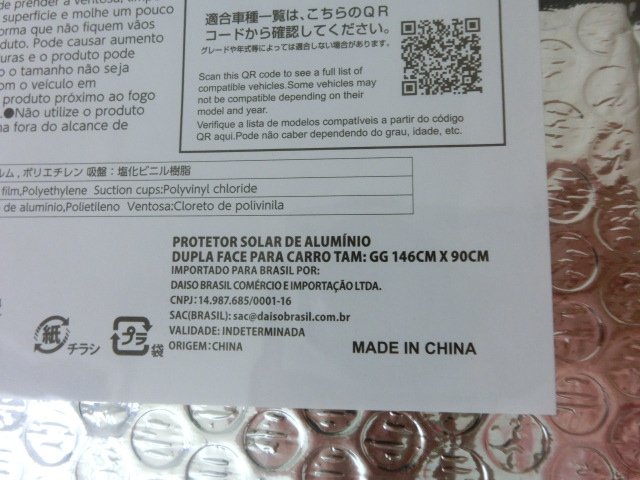 prender a ventosa, limpe
superfície e molhe um pouco
orma que não fiquem vãos
duto. Pode causar aumento
uras e o produto pode
o o tamanho não seja
om o veículo em
produto próximo ao fogo
.●Não utilize o produto
a fora do alcance de
適合車種一覧は、こちらのQR
コードから確認してください。
グレードや年式等によっては適合しない場合があります。
Scan this QR code to see a full list of
compatible vehicles.Some vehicles may
not be compatible depending on their
model and year.
Verifique a lista de modelos compatíveis a partir do código
QR aqui.Pode não caber dependendo do grau, idade, etc.
ルム, ポリエチレン 吸盤：塩化ビニル樹脂
film,Polyethylene Suction cups:Polyvinyl chloride
de alumínio,Polietileno Ventosa:Cloreto de polivinila
PROTETOR SOLAR DE ALUMÍNIO
DUPLA FACE PARA CARRO TAM: GG 146CM X 90CM
IMPORTADO PARA BRASIL POR:
DAISO BRASIL COMÉRCIO E IMPORTAÇÃO LTDA.
CNPJ: 14.987.685/0001-16
SAC(BRASIL): sac@daisobrasil.com.br
VALIDADE: INDETERMINADA
ORIGEM: CHINA
MADE IN CHINA
紙 チラシ
プラ 袋